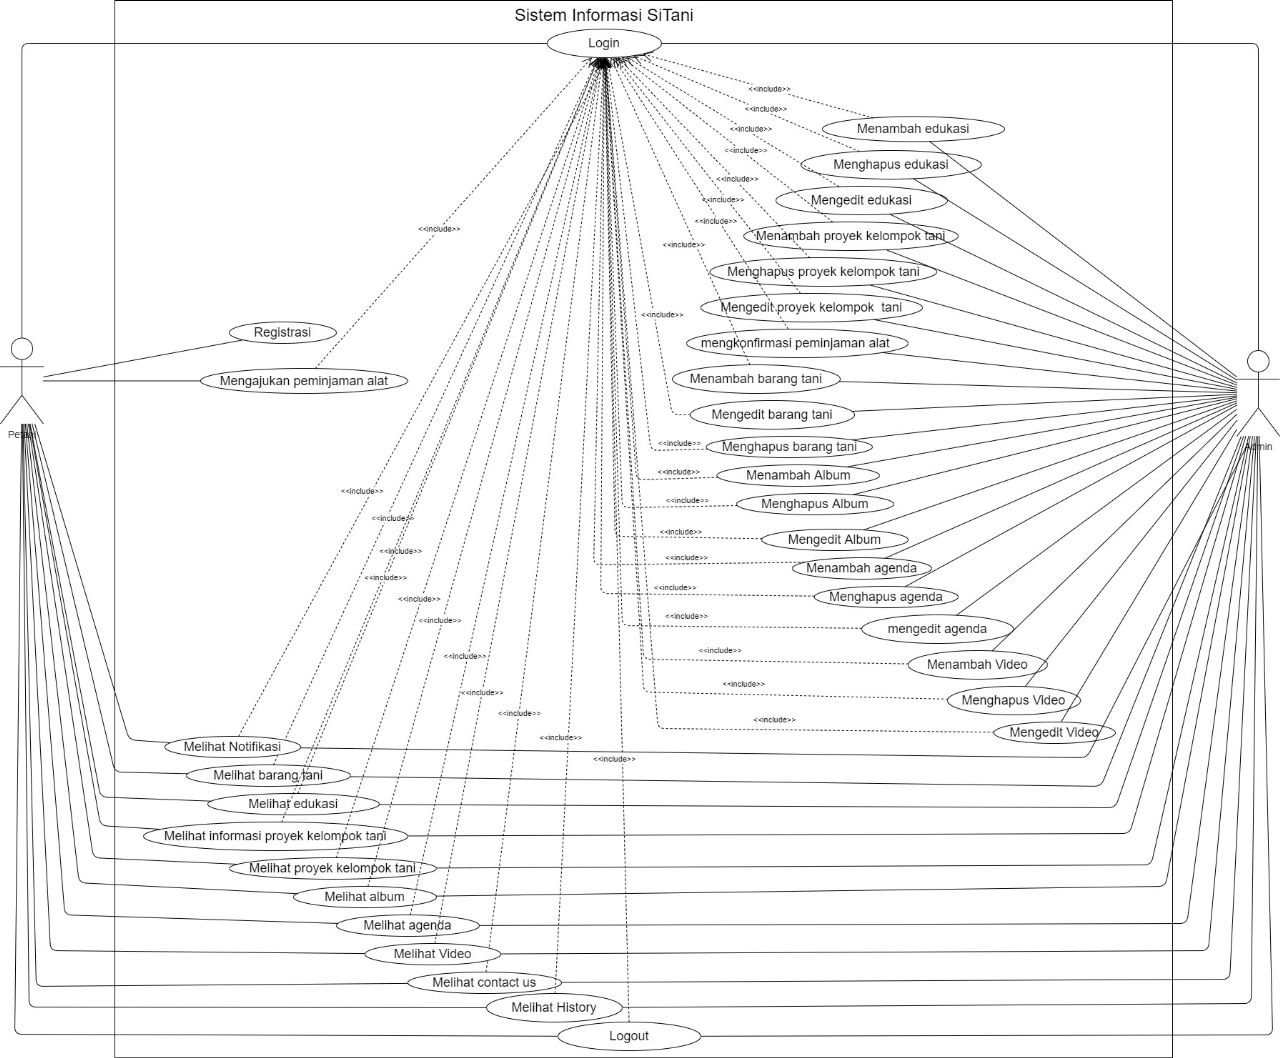 Sistem Informasi SiTani
Login
<<include>>
Menambah edukasi
<<include>>
<<include>>
<<include>>
Menghapus edukasi
<<include>>
Mengedit edukasi
<<include>>
<<include>>
<<include>>
Menambah proyek kelompok tani
<<include>>
Menghapus proyek kelompok tani
Mengedit proyek kelompok tani
<<include>>
Registrasi
mengkonfirmasi peminjaman alat
Menambah barang tani
Mengajukan peminjaman alat
Mengedit barang tani
Petani
Admin
<<include>>
Menghapus barang tani
<<include>>
Menambah Album
<<include>>
<<include>>
Menghapus Album
<<include>>
<<include>>
Mengedit Album
<<include>>
<<include>>
Menambah agenda
<<include>>
<<include>>
Menghapus agenda
<<include>>
<<include>>
<<include>>
mengedit agenda
<<include>>
<<include>>
Menambah Video
<<include>>
<<include>>
Menghapus Video
<<include>>
<<include>>
Mengedit Video
<<include>>
Melihat Notifikasi
<<include>>
Melihat barang tani
Melihat edukasi
Melihat informasi proyek kelompok tani
Melihat proyek kelompok tani
Melihat album
Melihat agenda
Melihat Video
Melihat contact us
Melihat History
Logout